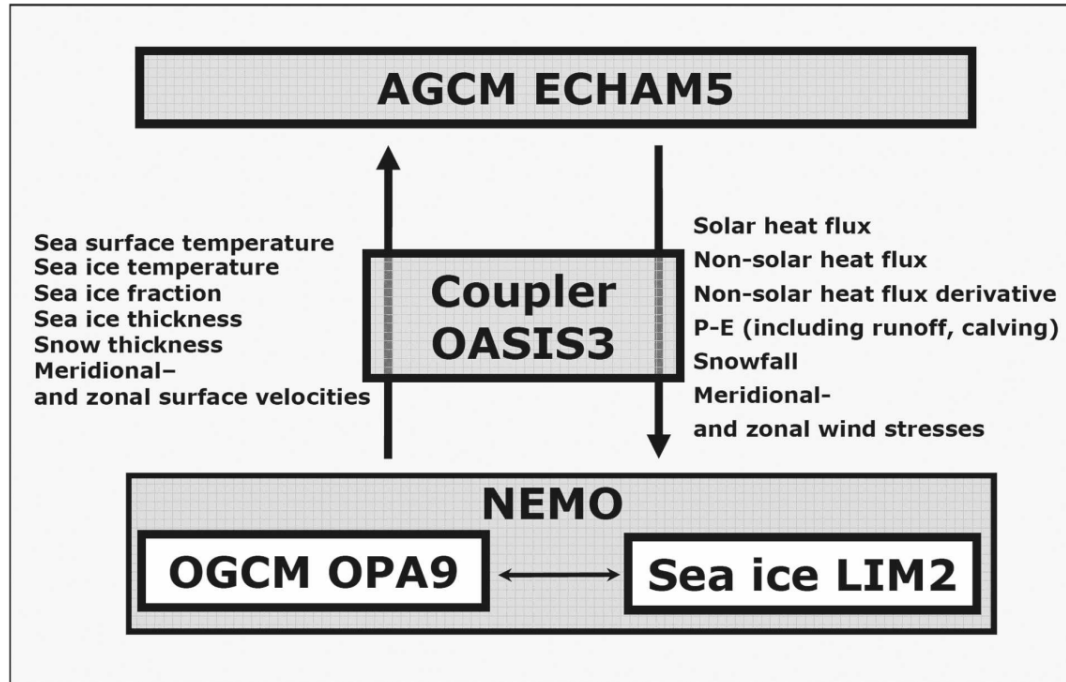 AGCM ECHAM5
Sea surface temperature
Sea ice temperature
Sea ice fraction
Sea ice thickness
Snow thickness
Meridional–
and zonal surface velocities
Coupler
OASIS3
Solar heat flux
Non-solar heat flux
Non-solar heat flux derivative
P-E (including runoff, calving)
Snowfall
Meridional-
and zonal wind stresses
NEMO
OGCM OPA9
Sea ice LIM2